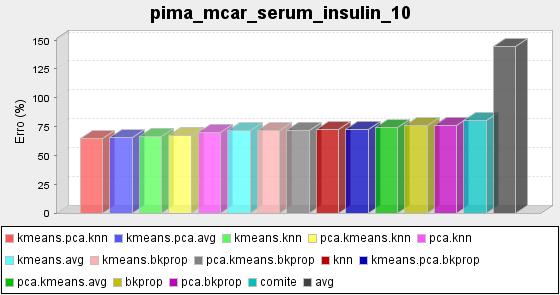 pima_mcar_serum_insulin_10
150
125
100
75
50
25
0
Erro (%)
kmeans.pca.knn kmeans.pca.avg kmeans.knn pca.kmeans.knn pca.knn
kmeans.avg kmeans.bkprop pca.kmeans.bkprop knn kmeans.pca.bkprop
pca.kmeans.avg bkprop pca.bkprop comite avg